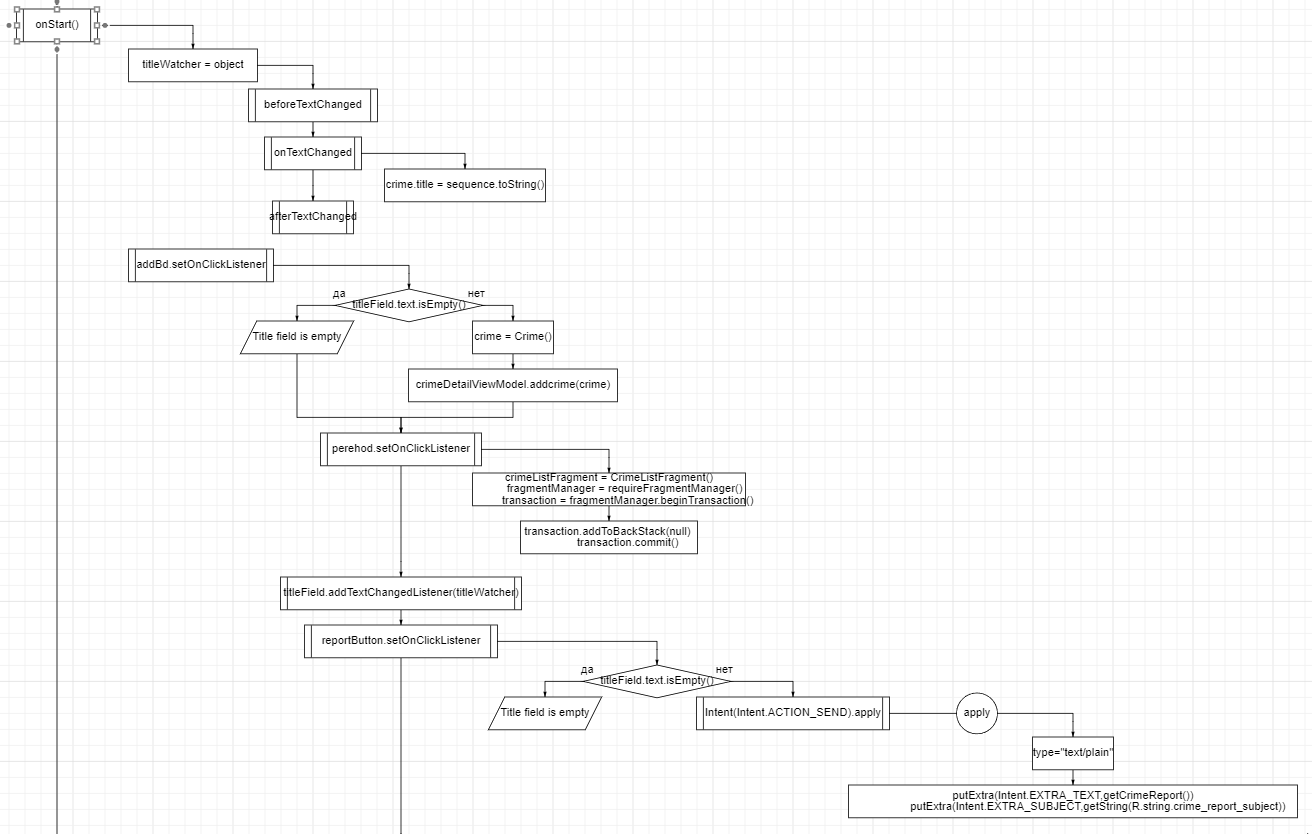 onStart()
titleWatcher = object
beforeTextChanged
onTextChanged
crime.title = sequence.toString()
afterTextChanged
addBd.setOnClickListener
да
нет
titleField.text.isEmpty()
Title field is empty
crime = Crime()
crimeDetailViewModel.addcrime(crime)
perehod.setOnClickListener
crimeListFragment = CrimeListFragment()
fragmentManager = requireFragmentManager()
transaction = fragmentManager.beginTransaction()
transaction.addToBackStack(null)
transaction.commit()
titleField.addTextChangedListener(titleWatcher)
reportButton.setOnClickListener
да
нет
titleField.text.isEmpty()
Title field is empty
Intent(Intent.ACTION_SEND).apply
apply
type="text/plain"
putExtra(Intent.EXTRA_TEXT,getCrimeReport())
putExtra(Intent.EXTRA_SUBJECT,getString(R.string.crime_report_subject))